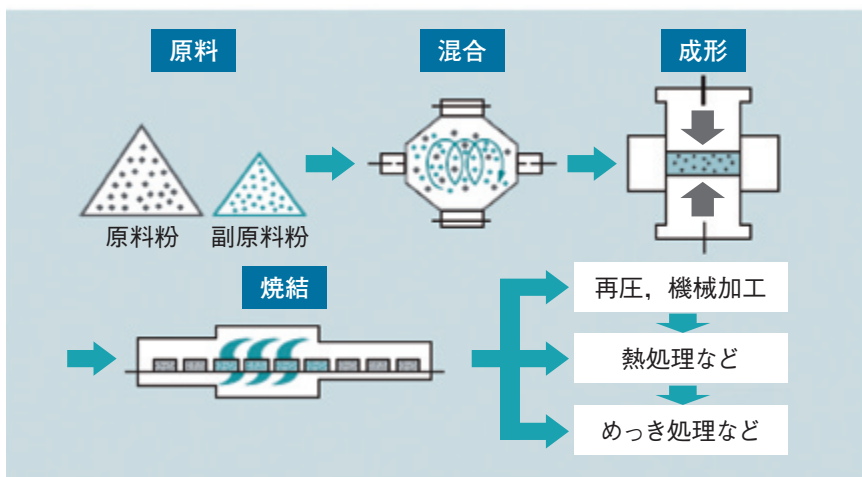 原料
混合
成形
原料粉
副原料粉
焼結
再圧，機械加工
熱処理など
めっき処理など